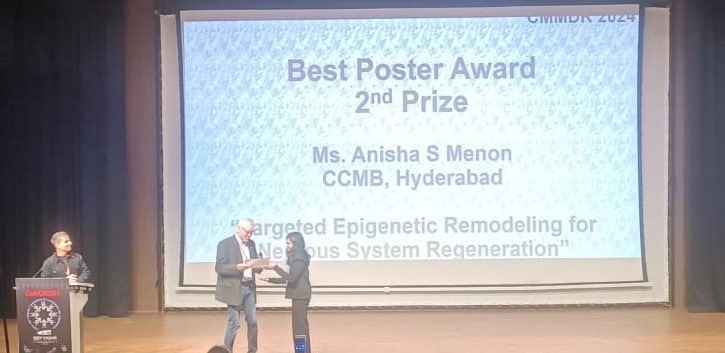 CMMDR 2024
Best Poster Award
2nd Prize
Ms. Anisha S Menon
CCMB, Hyderabad
“Targeted Epigenetic Remodeling for
Nervous System Regeneration”